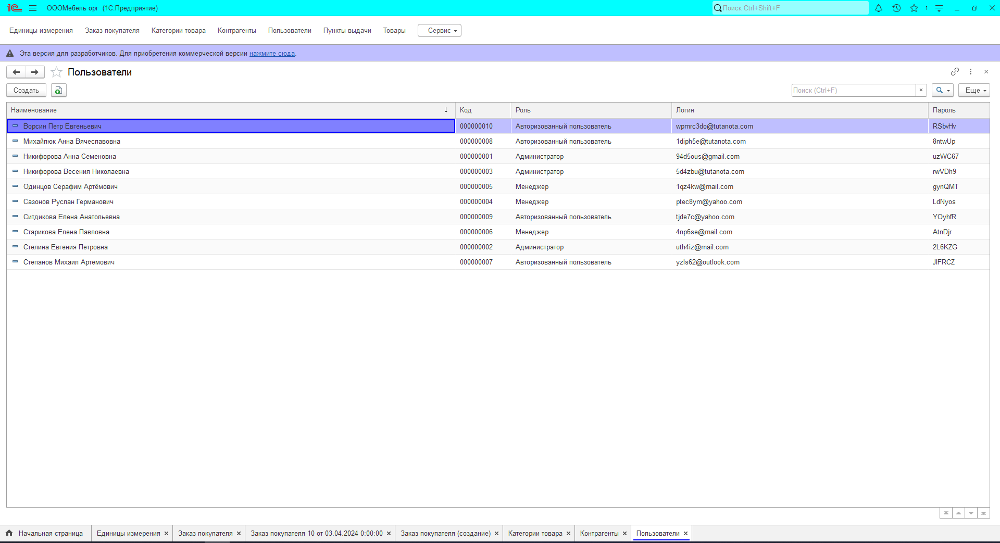 1С ОООМебель орг (1С:Предприятие) Поиск Ctrl+Shift+F 1
Единицы измерения Заказ покупателя Категории товара Контрагенты Пользователи Пункты выдачи Товары Сервис
Эта версия для разработчиков. Для приобретения коммерческой версии нажмите сюда.
Пользователи
Создать Поиск (Ctrl+F) × Еще
Наименование ↓ Код Роль Логин Пароль
Ворсин Петр Евгеньевич 000000010 Авторизованный пользователь wpmrc3do@tutanota.com RSbvHv
Михайлюк Анна Вячеславовна 000000008 Авторизованный пользователь 1diph5e@tutanota.com 8ntwUp
Никифорова Анна Семеновна 000000001 Администратор 94d5ous@gmail.com uzWC67
Никифорова Весения Николаевна 000000003 Администратор 5d4zbu@tutanota.com rwVDh9
Одинцов Серафим Артёмович 000000005 Менеджер 1qz4kw@mail.com gynQMT
Сазонов Руслан Германович 000000004 Менеджер ptec8ym@yahoo.com LdNyos
Ситдикова Елена Анатольевна 000000009 Авторизованный пользователь tjde7c@yahoo.com YOyhfR
Старикова Елена Павловна 000000006 Менеджер 4np6se@mail.com AtnDjr
Степина Евгения Петровна 000000002 Администратор uth4iz@mail.com 2L6KZG
Степанов Михаил Артёмович 000000007 Авторизованный пользователь yzls62@outlook.com JlFRCZ
Начальная страница Единицы измерения × Заказ покупателя × Заказ покупателя 10 от 03.04.2024 0:00:00 × Заказ покупателя (создание) × Категории товара × Контрагенты × Пользователи ×